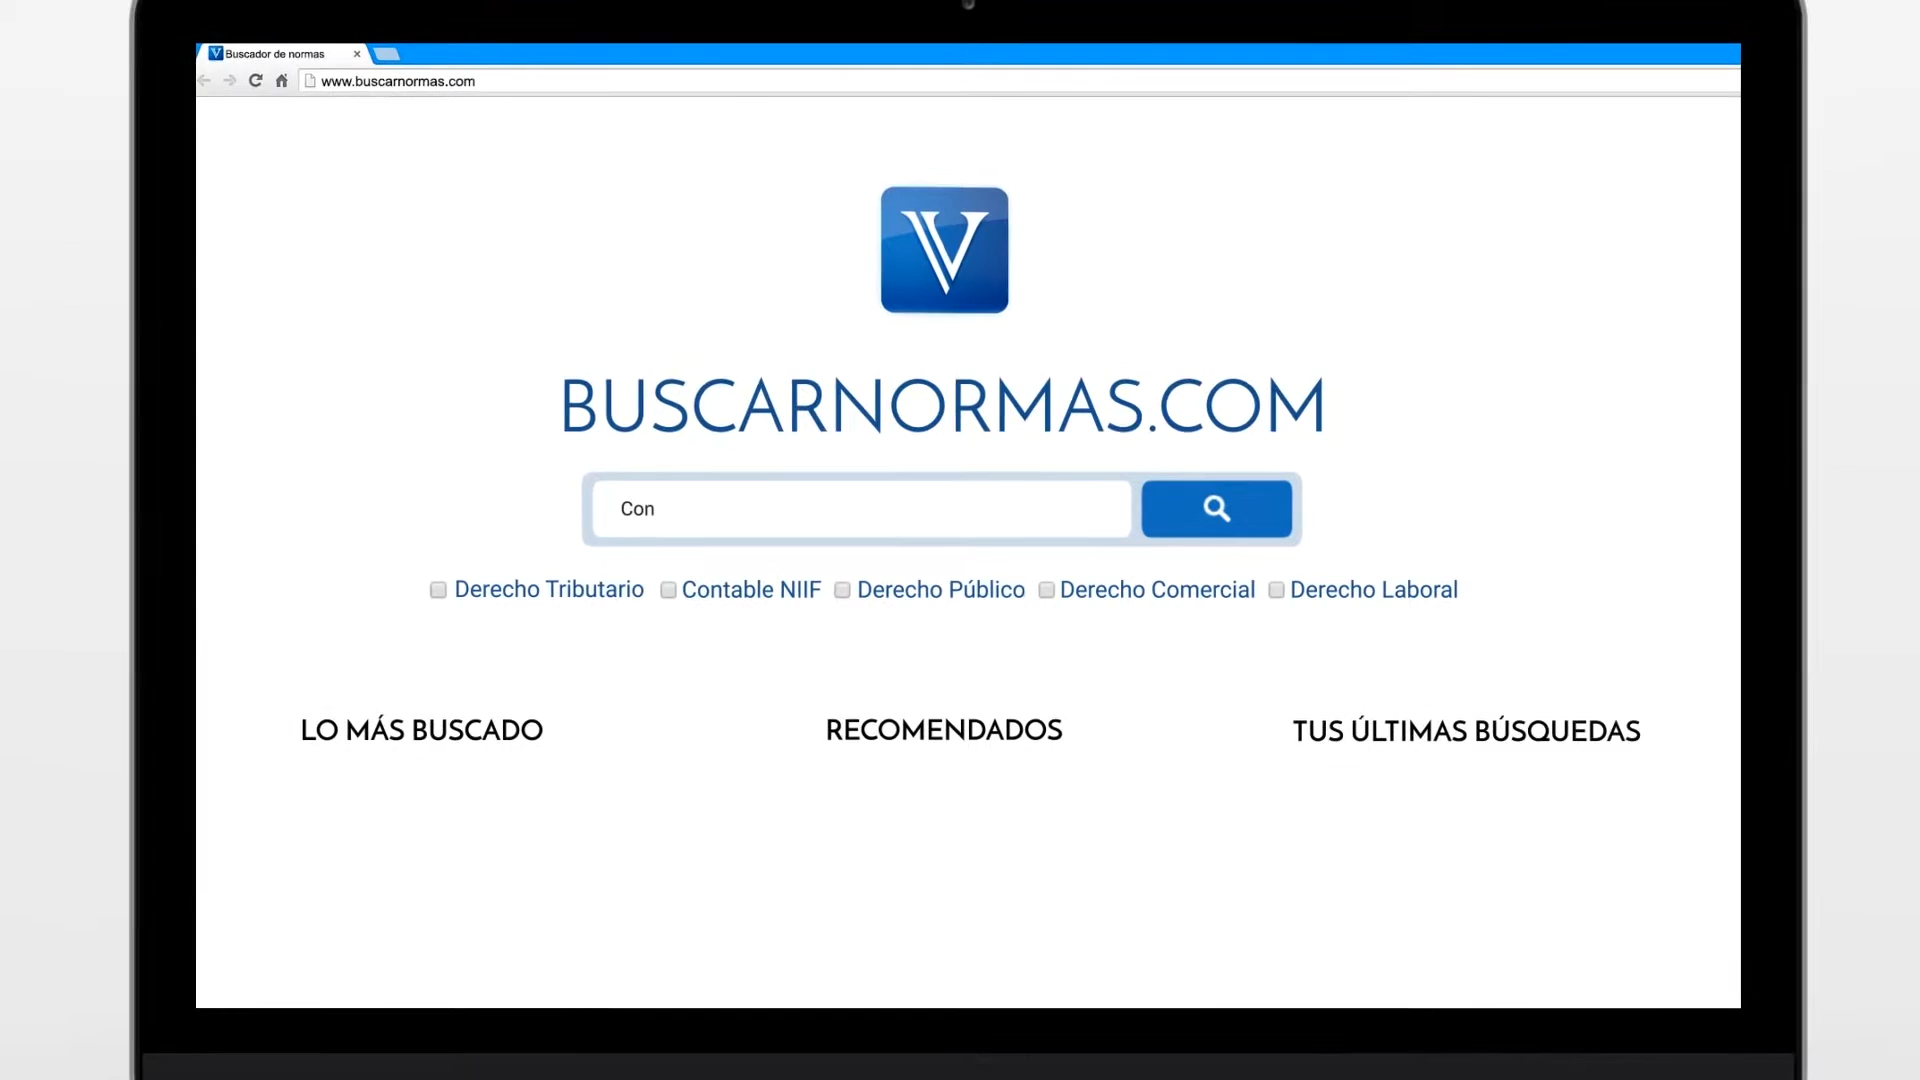 Buscador de normas
www.buscarnormas.com
V
BUSCARNORMAS.COM
Con
Derecho Tributario Contable NIIF Derecho Público Derecho Comercial Derecho Laboral
LO MÁS BUSCADO RECOMENDADOS TUS ÚLTIMAS BÚSQUEDAS